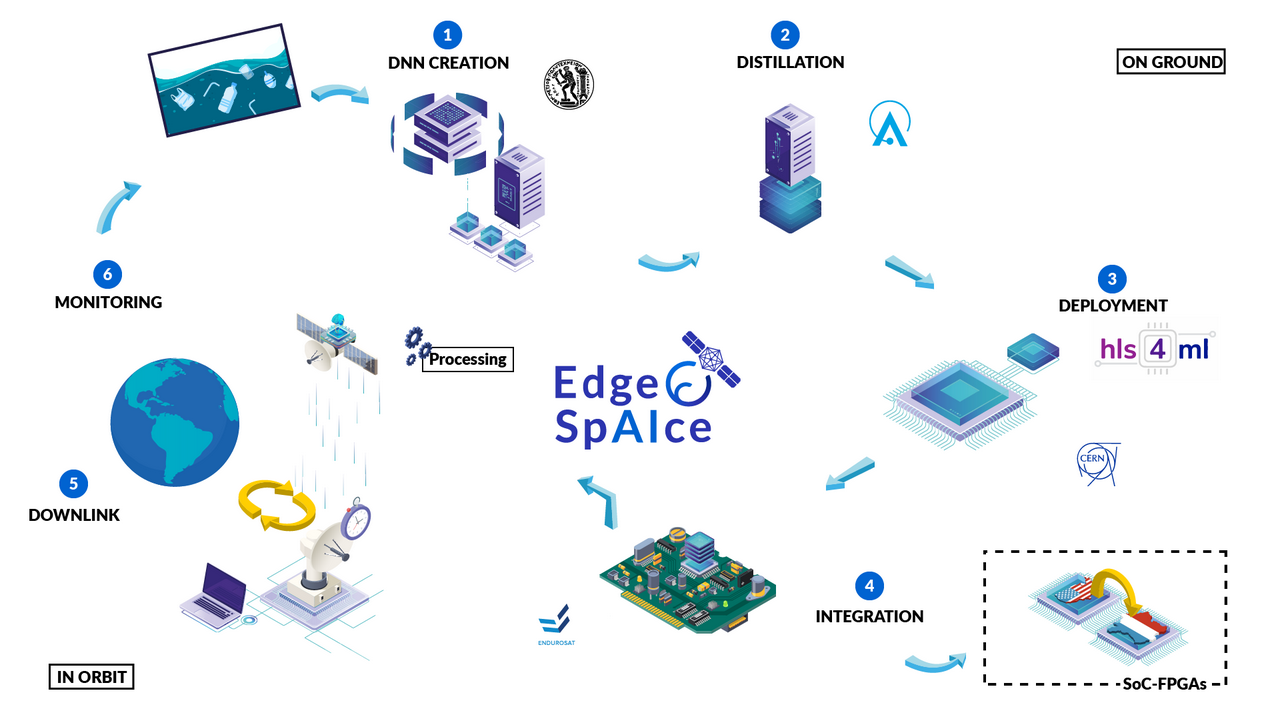 1
DNN CREATION
2
DISTILLATION
ON GROUND
6
MONITORING
3
DEPLOYMENT
hls 4 ml
Processing
Edge
SpAIce
CERN
5
DOWNLINK
4
INTEGRATION
ENDUROSAT
IN ORBIT
SoC-FPGAs